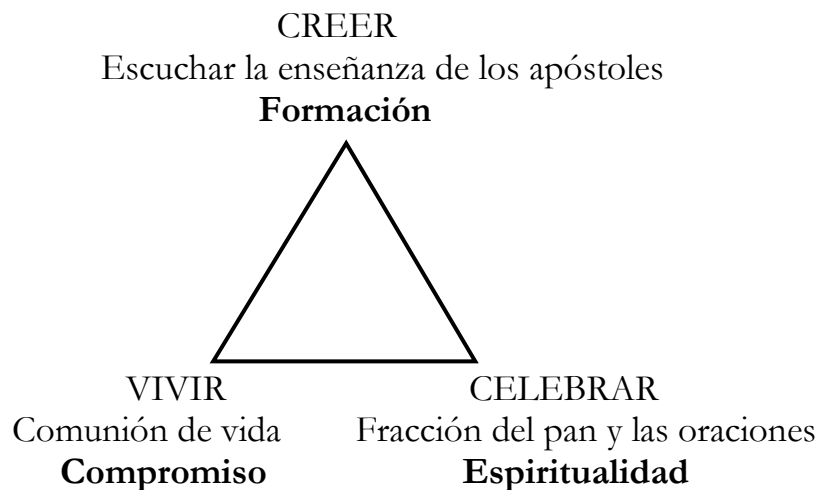 CREER
Escuchar la enseñanza de los apóstoles
Formación
VIVIR
Comunión de vida
Compromiso
CELEBRAR
Fracción del pan y las oraciones
Espiritualidad